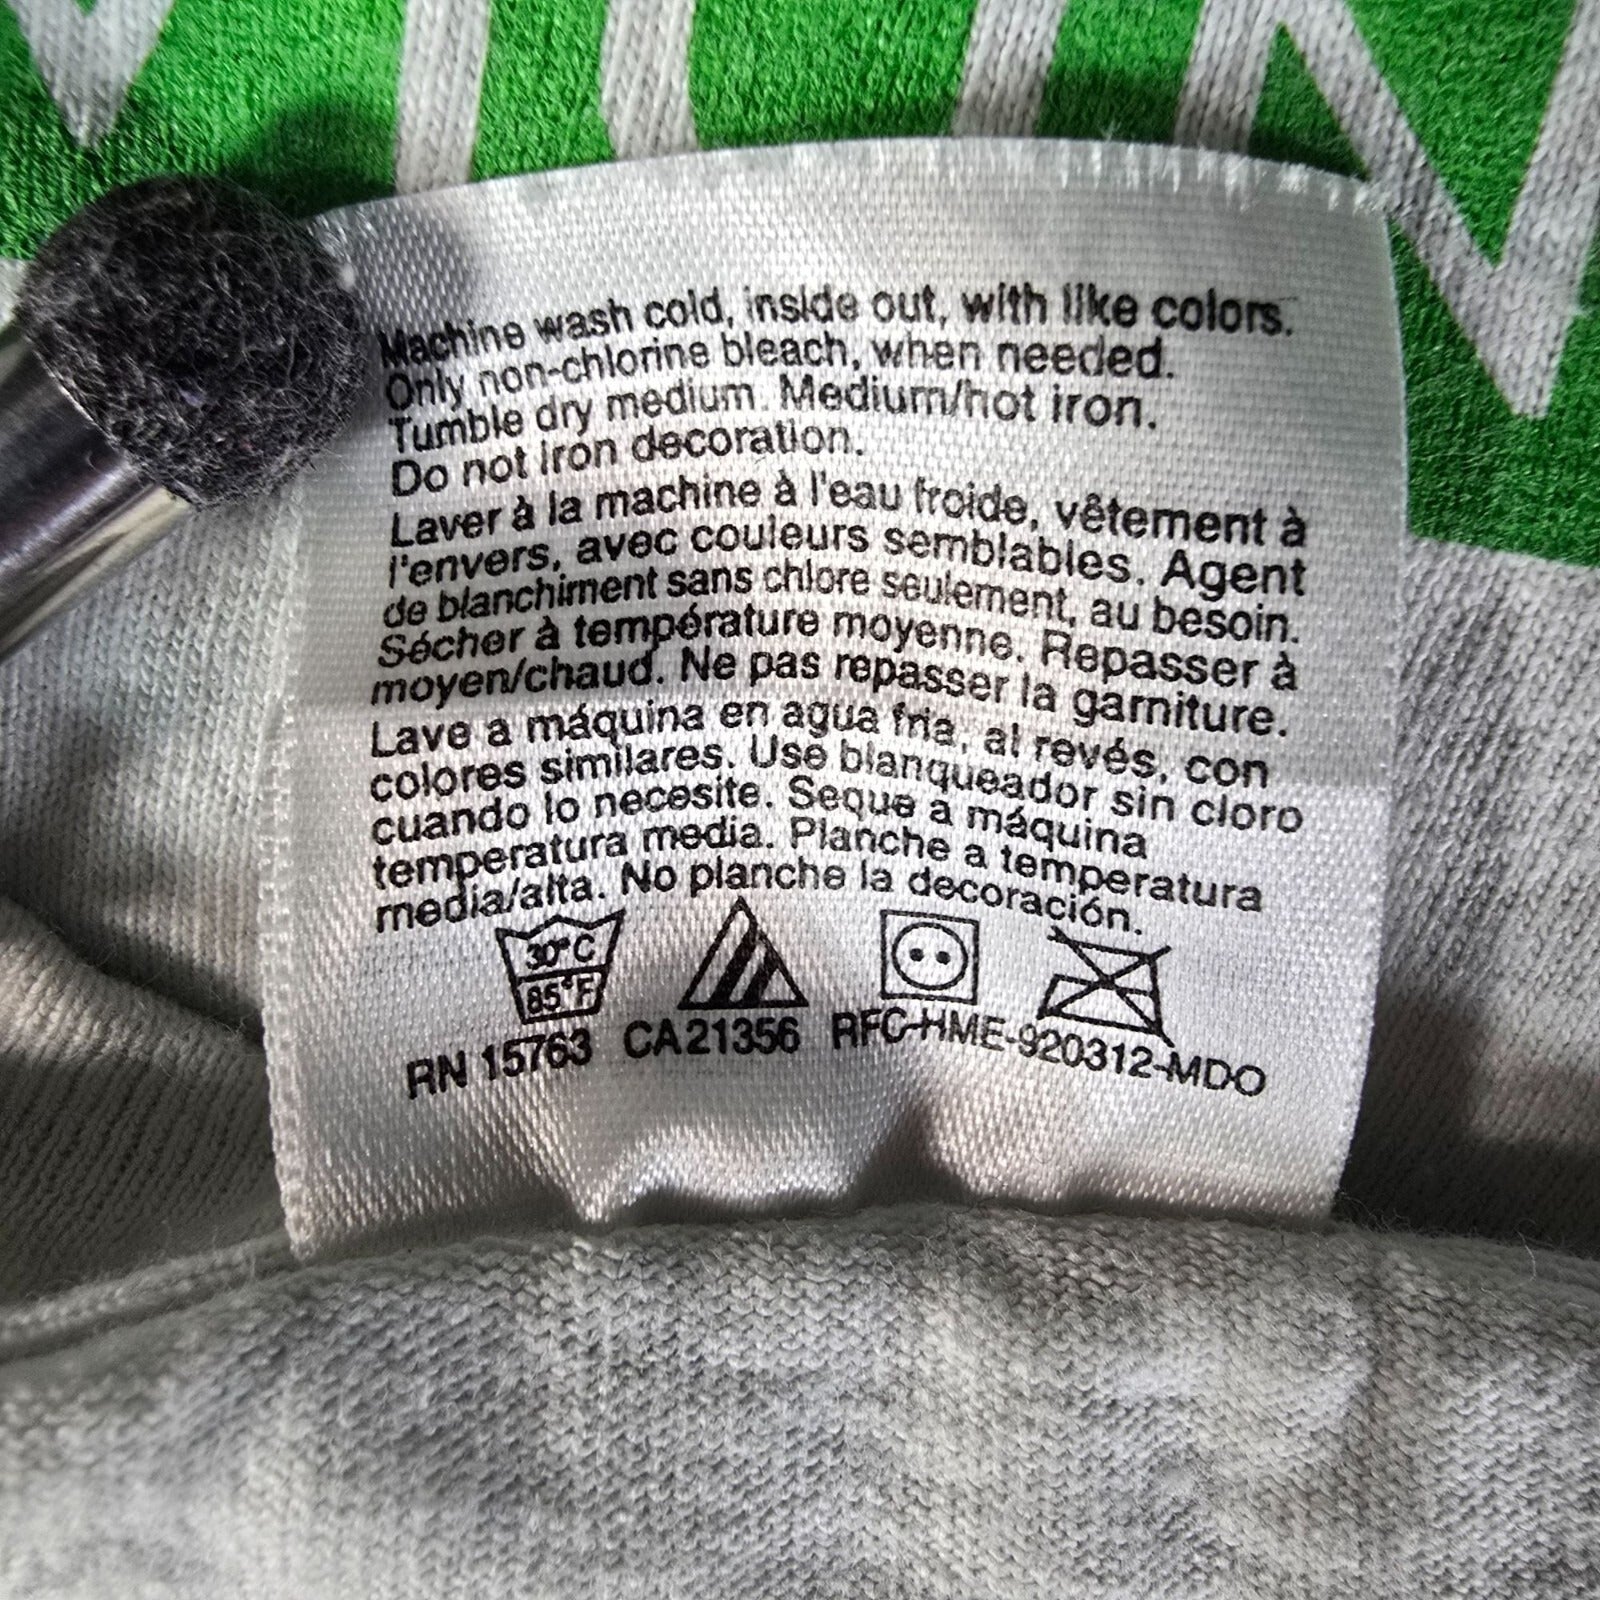 Machine wash cold, inside out, with like colors.
Only non-chlorine bleach, when needed.
Tumble dry medium. Medium/hot iron.
Do not iron decoration.
Laver à la machine à l'eau froide, vêtement à
l'envers, avec couleurs semblables. Agent
de blanchiment sans chlore seulement, au besoin.
Sécher à température moyenne. Repasser à
moyen/chaud. Ne pas repasser la garniture.
Lave a máquina en agua fria, al revés, con
colores similares. Use blanqueador sin cloro
cuando lo necesite. Seque a máquina
temperatura media. Planche a temperatura
media/alta. No planche la decoración.
30°C
85°F
RN 15763 CA21356 RFC-HME-920312-MDO